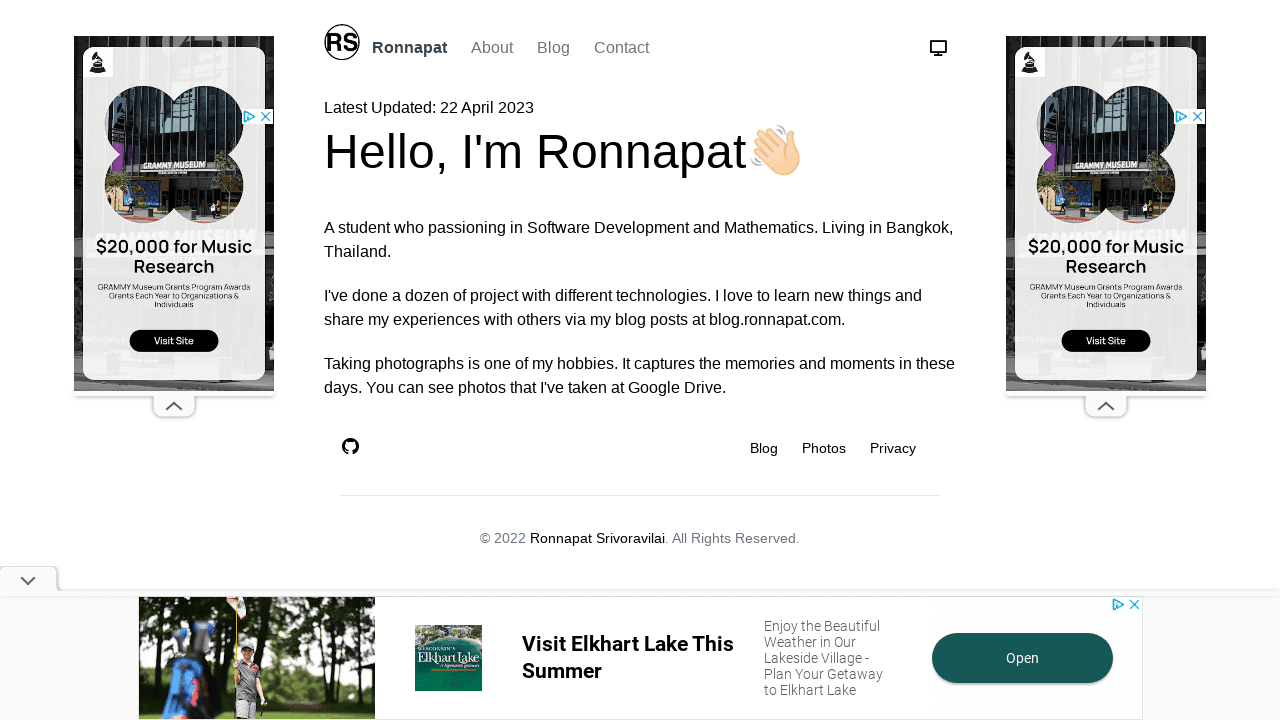 RS Ronnapat About Blog Contact
Latest Updated: 22 April 2023
Hello, I'm Ronnapat
A student who passioning in Software Development and Mathematics. Living in Bangkok,
Thailand.
I've done a dozen of project with different technologies. I love to learn new things and
share my experiences with others via my blog posts at blog.ronnapat.com.
Taking photographs is one of my hobbies. It captures the memories and moments in these
days. You can see photos that I've taken at Google Drive.
Blog Photos Privacy
© 2022 Ronnapat Srivoravilai. All Rights Reserved.
GRAMMY MUSEUM
$20,000 for Music
Research
GRAMMY Museum Grants Program Awards
Grants Each Year to Organizations &
Individuals
Visit Site
GRAMMY MUSEUM
$20,000 for Music
Research
GRAMMY Museum Grants Program Awards
Grants Each Year to Organizations &
Individuals
Visit Site
Elkhart Lake
Visit Elkhart Lake This
Summer
Enjoy the Beautiful
Weather in Our
Lakeside Village -
Plan Your Getaway
to Elkhart Lake
Open